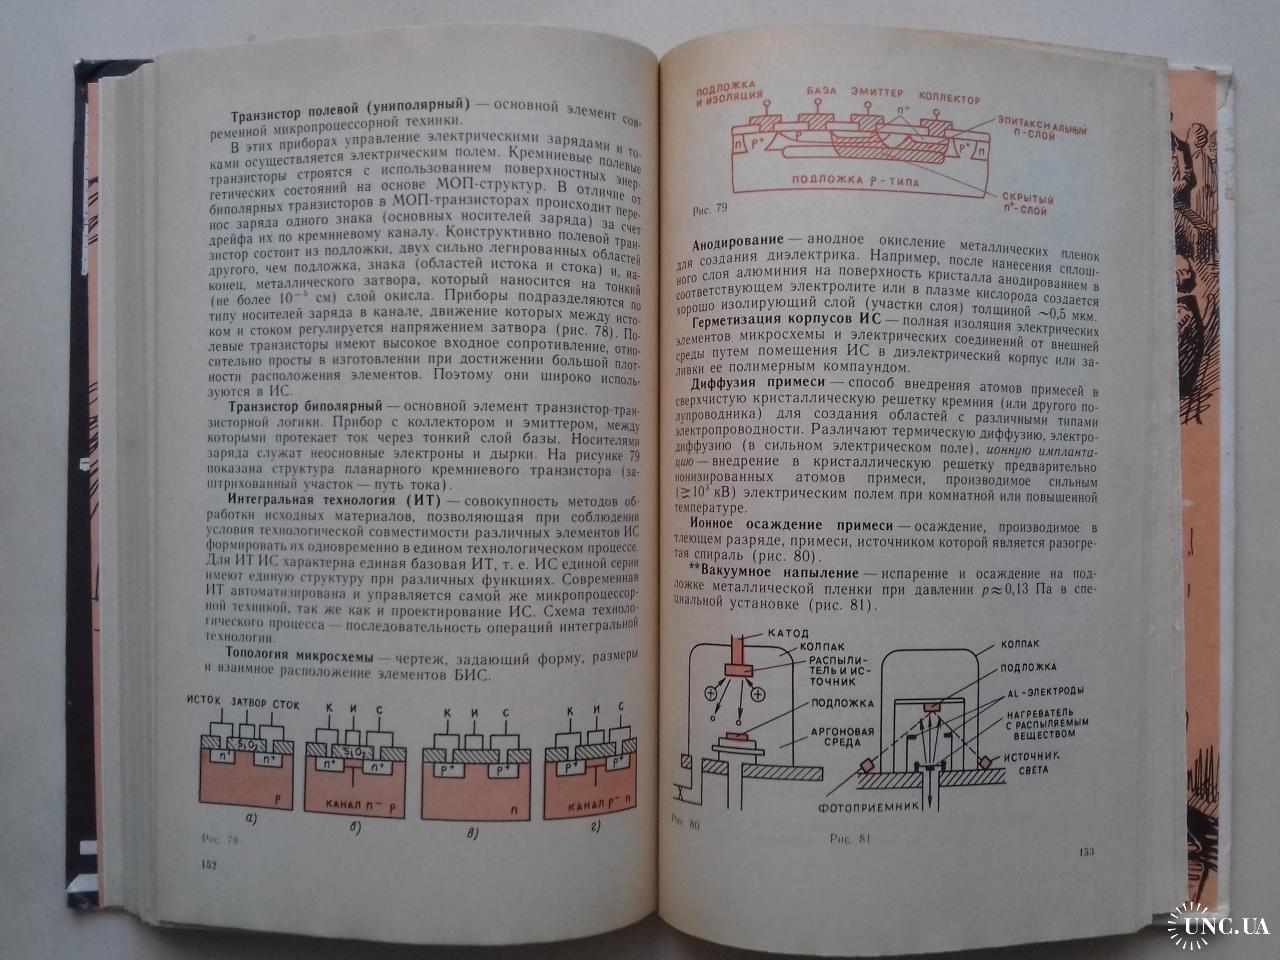 Транзистор полевой (униполярный) — основной элемент сов-
ременной микропроцессорной техники.
В этих приборах управление электрическими зарядами и то-
ками осуществляется электрическим полем. Кремниевые полевые
транзисторы строятся с использованием поверхностных энер-
гетических состояний на основе МОП-структур. В отличие от
биполярных транзисторов в МОП-транзисторах происходит пере-
нос заряда одного знака (основных носителей заряда) за счет
дрейфа их по кремниевому каналу. Конструктивно полевой тран-
зистор состоит из подложки, двух сильно легированных областей
другого, чем подложка, знака (областей истока и стока) и, на-
конец, металлического затвора, который наносится на тонкий
(не более 10⁻⁵ см) слой окисла. Приборы подразделяются по
типу носителей заряда в канале, движение которых между исто-
ком и стоком регулируется напряжением затвора (рис. 78). По-
левые транзисторы имеют высокое входное сопротивление, отно-
сительно просты в изготовлении при достижении большой плот-
ности расположения элементов. Поэтому они широко исполь-
зуются в ИС.
Транзистор биполярный — основной элемент транзистор-тран-
зисторной логики. Прибор с коллектором и эмиттером, между
которыми протекает ток через тонкий слой базы. Носителями
заряда служат неосновные электроны и дырки. На рисунке 79
показана структура планарного кремниевого транзистора (за-
штрихованный участок — путь тока).
Интегральная технология (ИТ) — совокупность методов об-
работки исходных материалов, позволяющая при соблюдении
условия технологической совместимости различных элементов ИС
формировать их одновременно в едином технологическом процессе.
Для ИТ ИС характерна единая базовая ИТ, т. е. ИС единой серии
имеют единую структуру при различных функциях. Современная
ИТ автоматизирована и управляется самой же микропроцессор-
ной техникой, так же как и проектирование ИС. Схема техноло-
гического процесса — последовательность операций интегральной
технологии.
Топология микросхемы — чертеж, задающий форму, размеры
и взаимное расположение элементов БИС.
ИСТОК ЗАТВОР СТОК
К И С
К И С
К И С
SiO₂
SiO₂
n⁺ n⁺
n⁺ n⁺
p⁺ p⁺
p⁺ p⁺
p
КАНАЛ n⁻ p
n
КАНАЛ p⁻ n
а) б) в) г)
Рис. 78
152
ПОДЛОЖКА
И ИЗОЛЯЦИЯ
БАЗА ЭМИТТЕР КОЛЛЕКТОР
n⁺
ЭПИТАКСИАЛЬНЫЙ
n-СЛОЙ
n p⁺ p p⁺ n
ПОДЛОЖКА p-ТИПА
СКРЫТЫЙ
n⁺-СЛОЙ
Рис. 79
Анодирование — анодное окисление металлических пленок
для создания диэлектрика. Например, после нанесения сплош-
ного слоя алюминия на поверхность кристалла анодированием в
соответствующем электролите или в плазме кислорода создается
хорошо изолирующий слой (участки слоя) толщиной ~0,5 мкм.
Герметизация корпусов ИС — полная изоляция электрических
элементов микросхемы и электрических соединений от внешней
среды путем помещения ИС в диэлектрический корпус или за-
ливки ее полимерным компаундом.
Диффузия примеси — способ внедрения атомов примесей в
сверхчистую кристаллическую решетку кремния (или другого по-
лупроводника) для создания областей с различными типами
электропроводности. Различают термическую диффузию, электро-
диффузию (в сильном электрическом поле), ионную имплантa-
цию — внедрение в кристаллическую решетку предварительно
ионизированных атомов примеси, производимое сильным
(≳10³ кВ) электрическим полем при комнатной или повышенной
температуре.
Ионное осаждение примеси — осаждение, производимое в
тлеющем разряде, примеси, источником которой является разогре-
тая спираль (рис. 80).
**Вакуумное напыление — испарение и осаждение на под-
ложке металлической пленки при давлении p≈0,13 Па в спе-
циальной установке (рис. 81).
КАТОД
КОЛПАК
РАСПЫЛИ-
ТЕЛЬ И ИС-
ТОЧНИК
ПОДЛОЖКА
АРГОНОВАЯ
СРЕДА
Рис. 80
КОЛПАК
ПОДЛОЖКА
AL-ЭЛЕКТРОДЫ
НАГРЕВАТЕЛЬ
С РАСПЫЛЯЕМЫМ
ВЕЩЕСТВОМ
ИСТОЧНИК
СВЕТА
ФОТОПРИЕМНИК
Рис. 81
153
UNC.UA